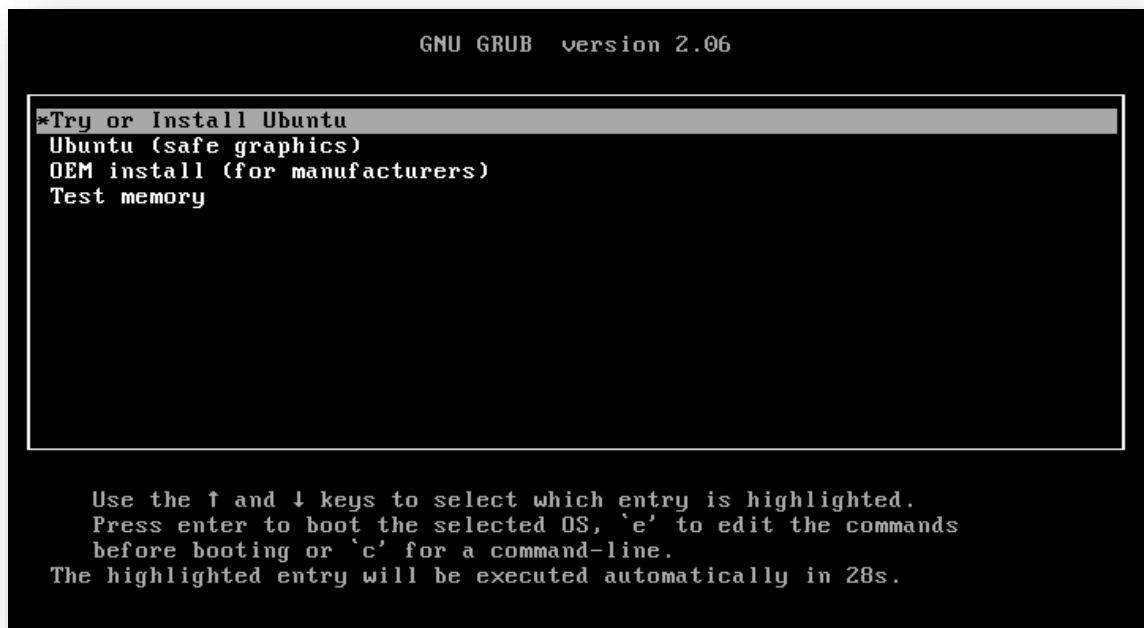 GNU GRUB  version 2.06
*Try or Install Ubuntu
Ubuntu (safe graphics)
OEM install (for manufacturers)
Test memory
Use the ↑ and ↓ keys to select which entry is highlighted.
Press enter to boot the selected OS, `e' to edit the commands
before booting or `c' for a command-line.
The highlighted entry will be executed automatically in 28s.